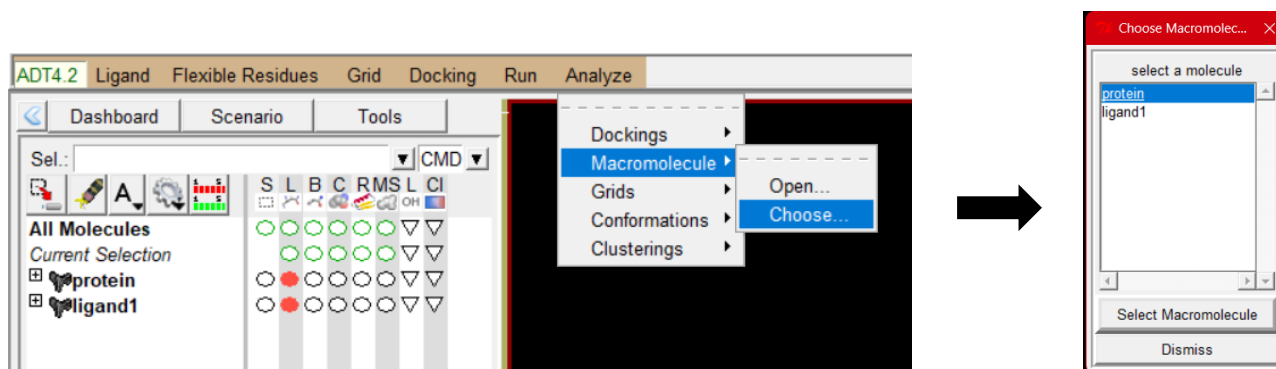 ADT4.2 Ligand Flexible Residues Grid Docking Run Analyze
Dashboard Scenario Tools
Sel.: CMD
A S L B C R MS L Cl
OH
All Molecules
Current Selection
protein
ligand1
Dockings
Macromolecule
Grids
Conformations
Clusterings
Open...
Choose...
Choose Macromolec...
select a molecule
protein
ligand1
Select Macromolecule
Dismiss